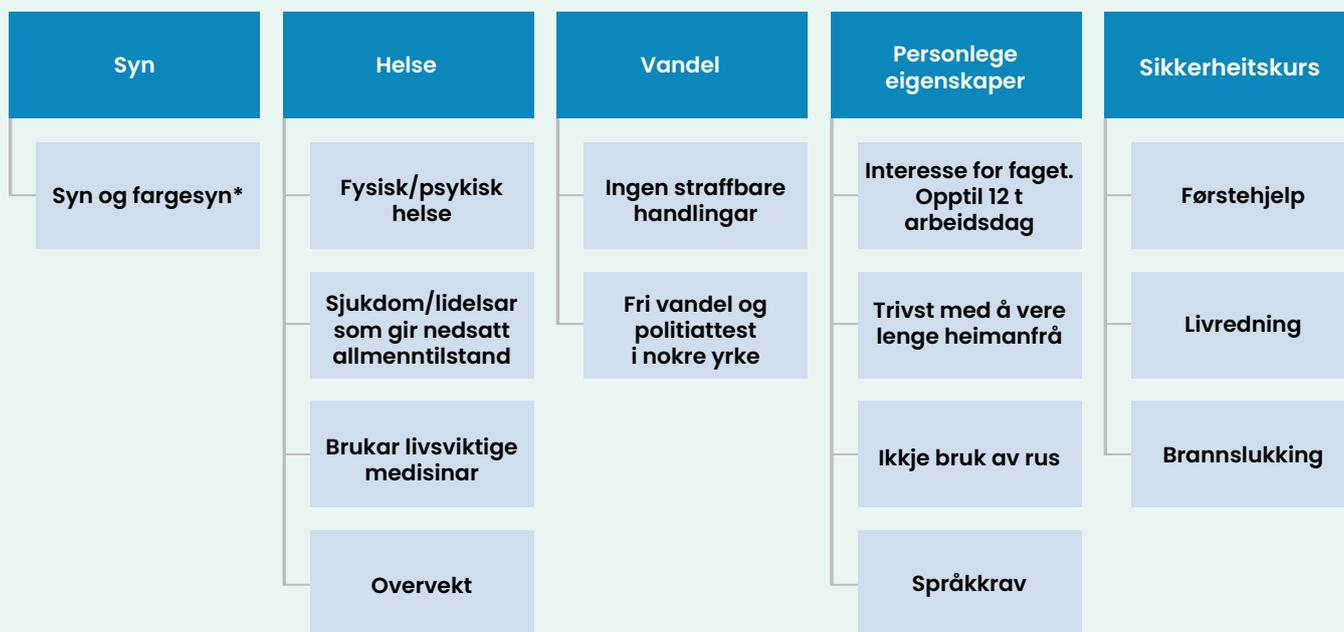 Syn
Syn og fargesyn*
Helse
Fysisk/psykisk
helse
Sjukdom/lidelsar
som gir nedsatt
allmenntilstand
Brukar livsviktige
medisinar
Overvekt
Vandel
Ingen straffbare
handlingar
Fri vandel og
politiattest
i nokre yrke
Personlege
eigenskaper
Interesse for faget.
Opptil 12 t
arbeidsdag
Trivst med å vere
lenge heimanfrå
Ikkje bruk av rus
Språkkrav
Sikkerheitskurs
Førstehjelp
Livredning
Brannslukking